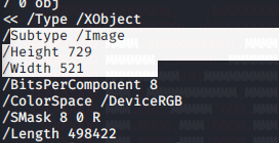 7 0 obj
<< /Type /XObject
/Subtype /Image
/Height 729
/Width 521
/BitsPerComponent 8
/ColorSpace /DeviceRGB
/SMask 8 0 R
/Length 498422